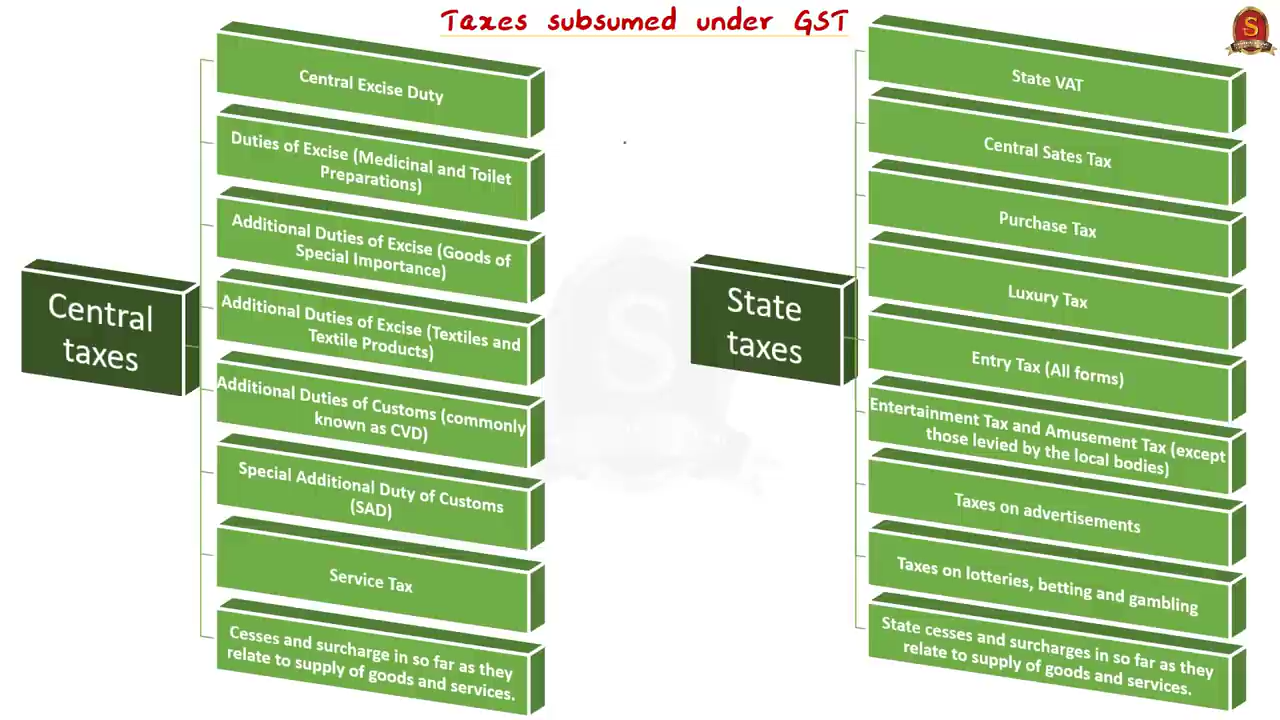 Taxes subsumed under GST
Central
taxes
Central Excise Duty
Duties of Excise (Medicinal and Toilet
Preparations)
Additional Duties of Excise (Goods of
Special Importance)
Additional Duties of Excise (Textiles and
Textile Products)
Additional Duties of Customs (commonly
known as CVD)
Special Additional Duty of Customs
(SAD)
Service Tax
Cesses and surcharge in so far as they
relate to supply of goods and services.
State
taxes
State VAT
Central Sates Tax
Purchase Tax
Luxury Tax
Entry Tax (All forms)
Entertainment Tax and Amusement Tax (except
those levied by the local bodies)
Taxes on advertisements
Taxes on lotteries, betting and gambling
State cesses and surcharges in so far as they
relate to supply of goods and services.
S
S